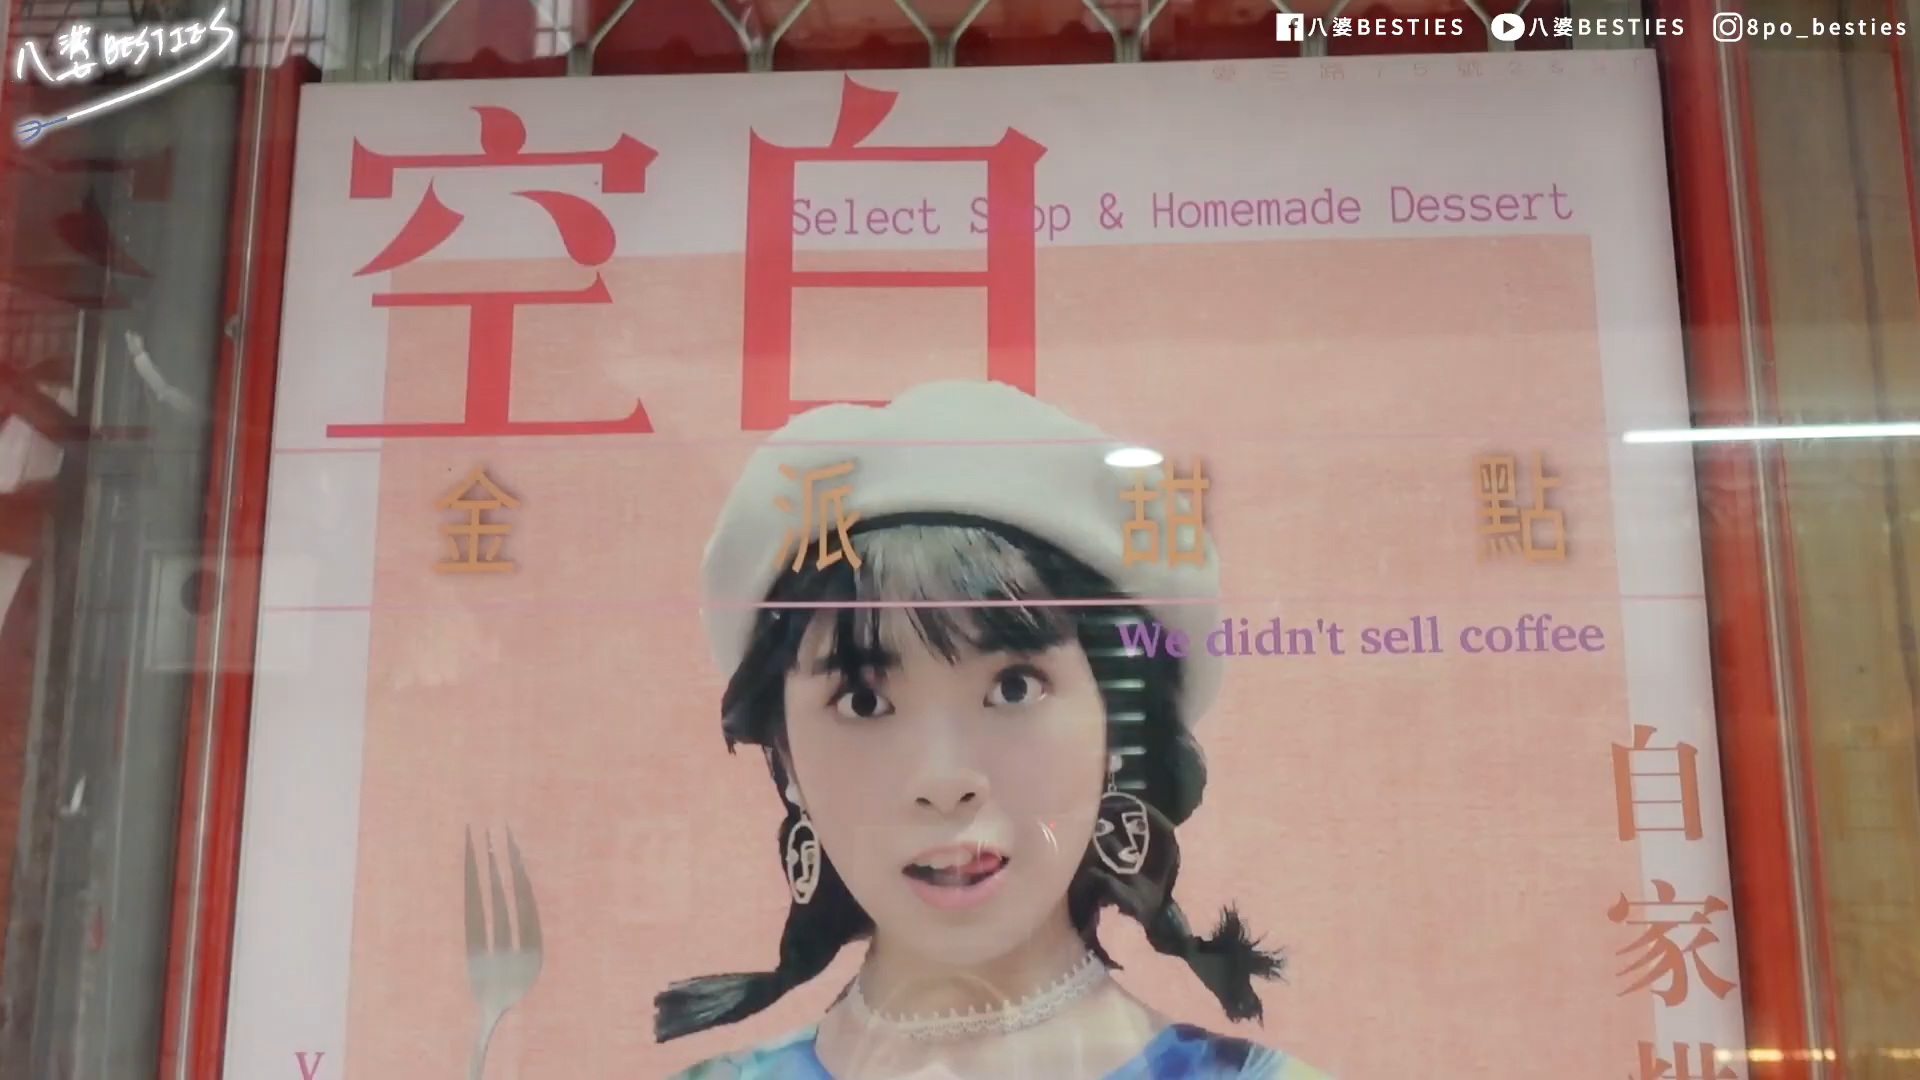 八婆BESTIES
八婆BESTIES
八婆BESTIES
8po_besties
空白
Select Shop & Homemade Dessert
金派甜點
We didn't sell coffee
自家
V